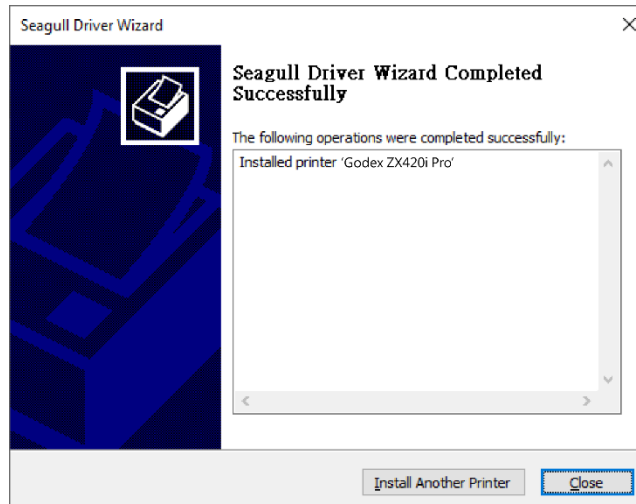 Seagull Driver Wizard
Seagull Driver Wizard Completed
Successfully
The following operations were completed successfully:
Installed printer ‘Godex ZX420i Pro’
Install Another Printer
Close